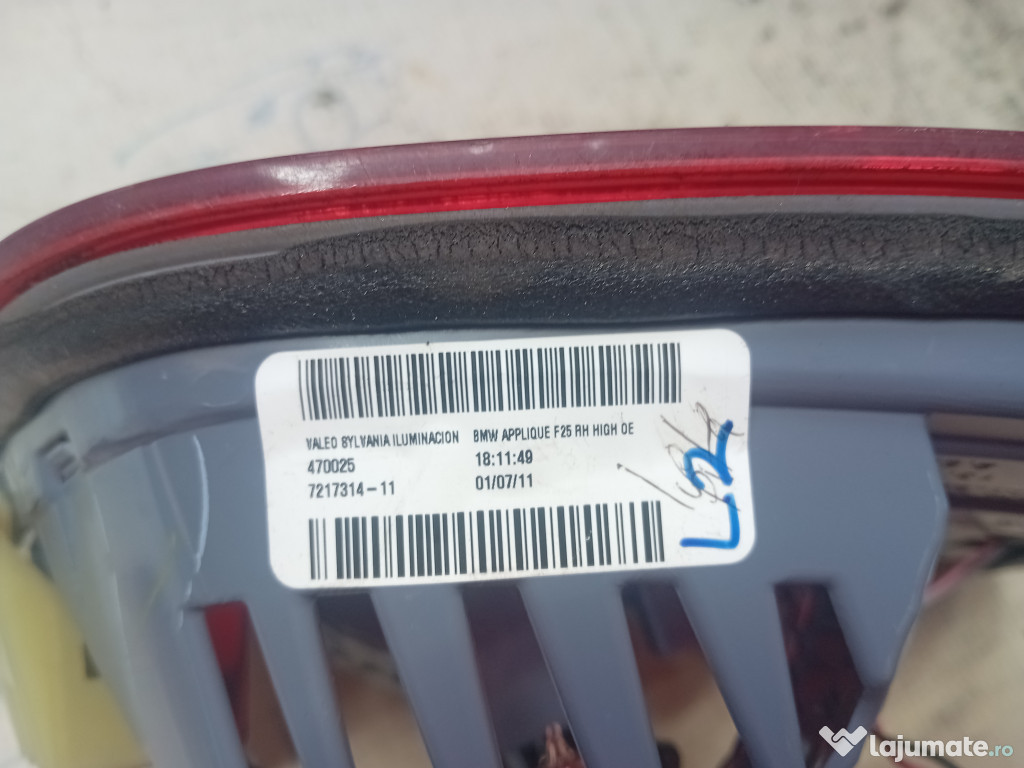 VALEO SYLVANIA ILUMINACION BMW APPLIQUE F25 RH HIGH OE
470025 18:11:49
7217314-11 01/07/11
L2
lajumate.ro